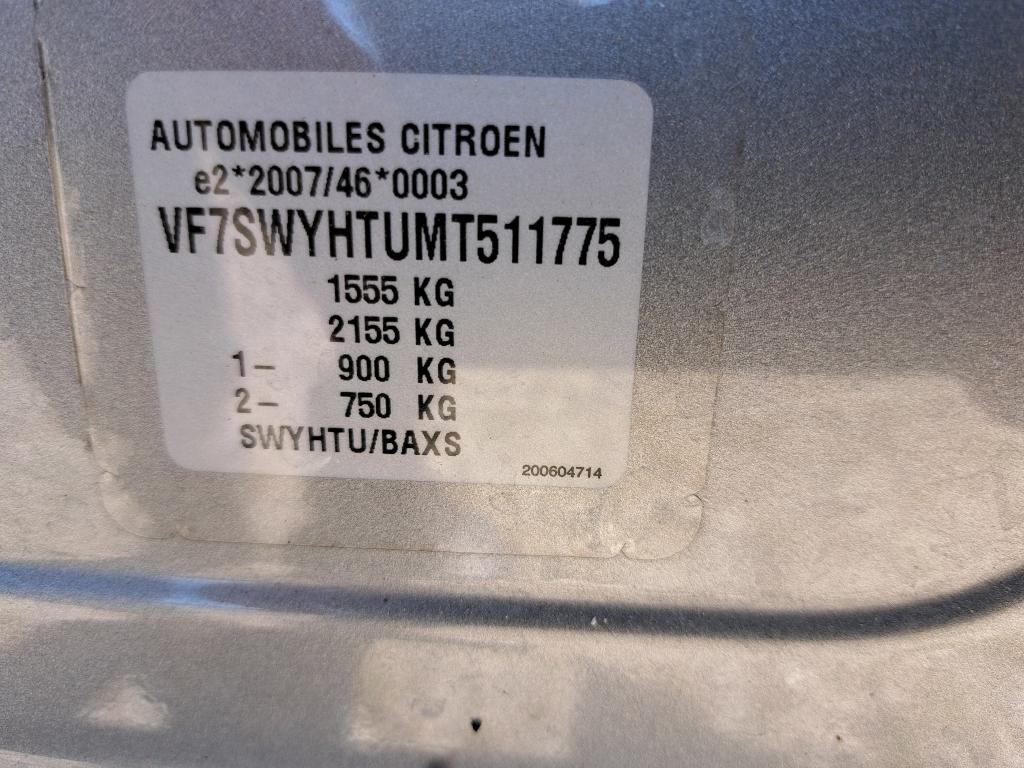 AUTOMOBILES CITROEN
e2*2007/46*0003
VF7SWYHTUMT511775
1555 KG
2155 KG
1- 900 KG
2- 750 KG
SWYHTU/BAXS
200604714